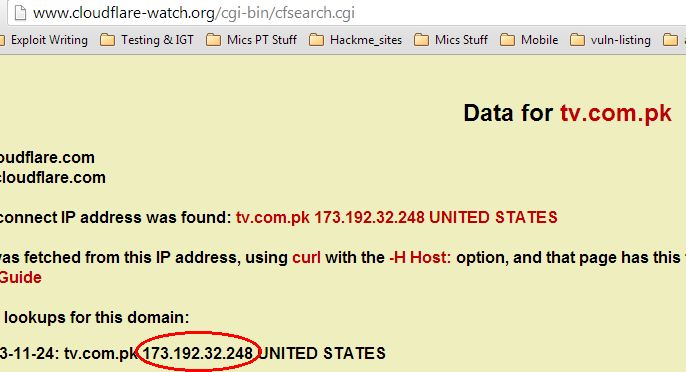 www.cloudflare-watch.org/cgi-bin/cfsearch.cgi
Exploit Writing Testing & IGT Mics PT Stuff Hackme_sites Mics Stuff Mobile vuln-listing
Data for tv.com.pk
oudflare.com
cloudflare.com
connect IP address was found: tv.com.pk 173.192.32.248 UNITED STATES
was fetched from this IP address, using curl with the -H Host: option, and that page has this
Guide
lookups for this domain:
3-11-24: tv.com.pk 173.192.32.248 UNITED STATES